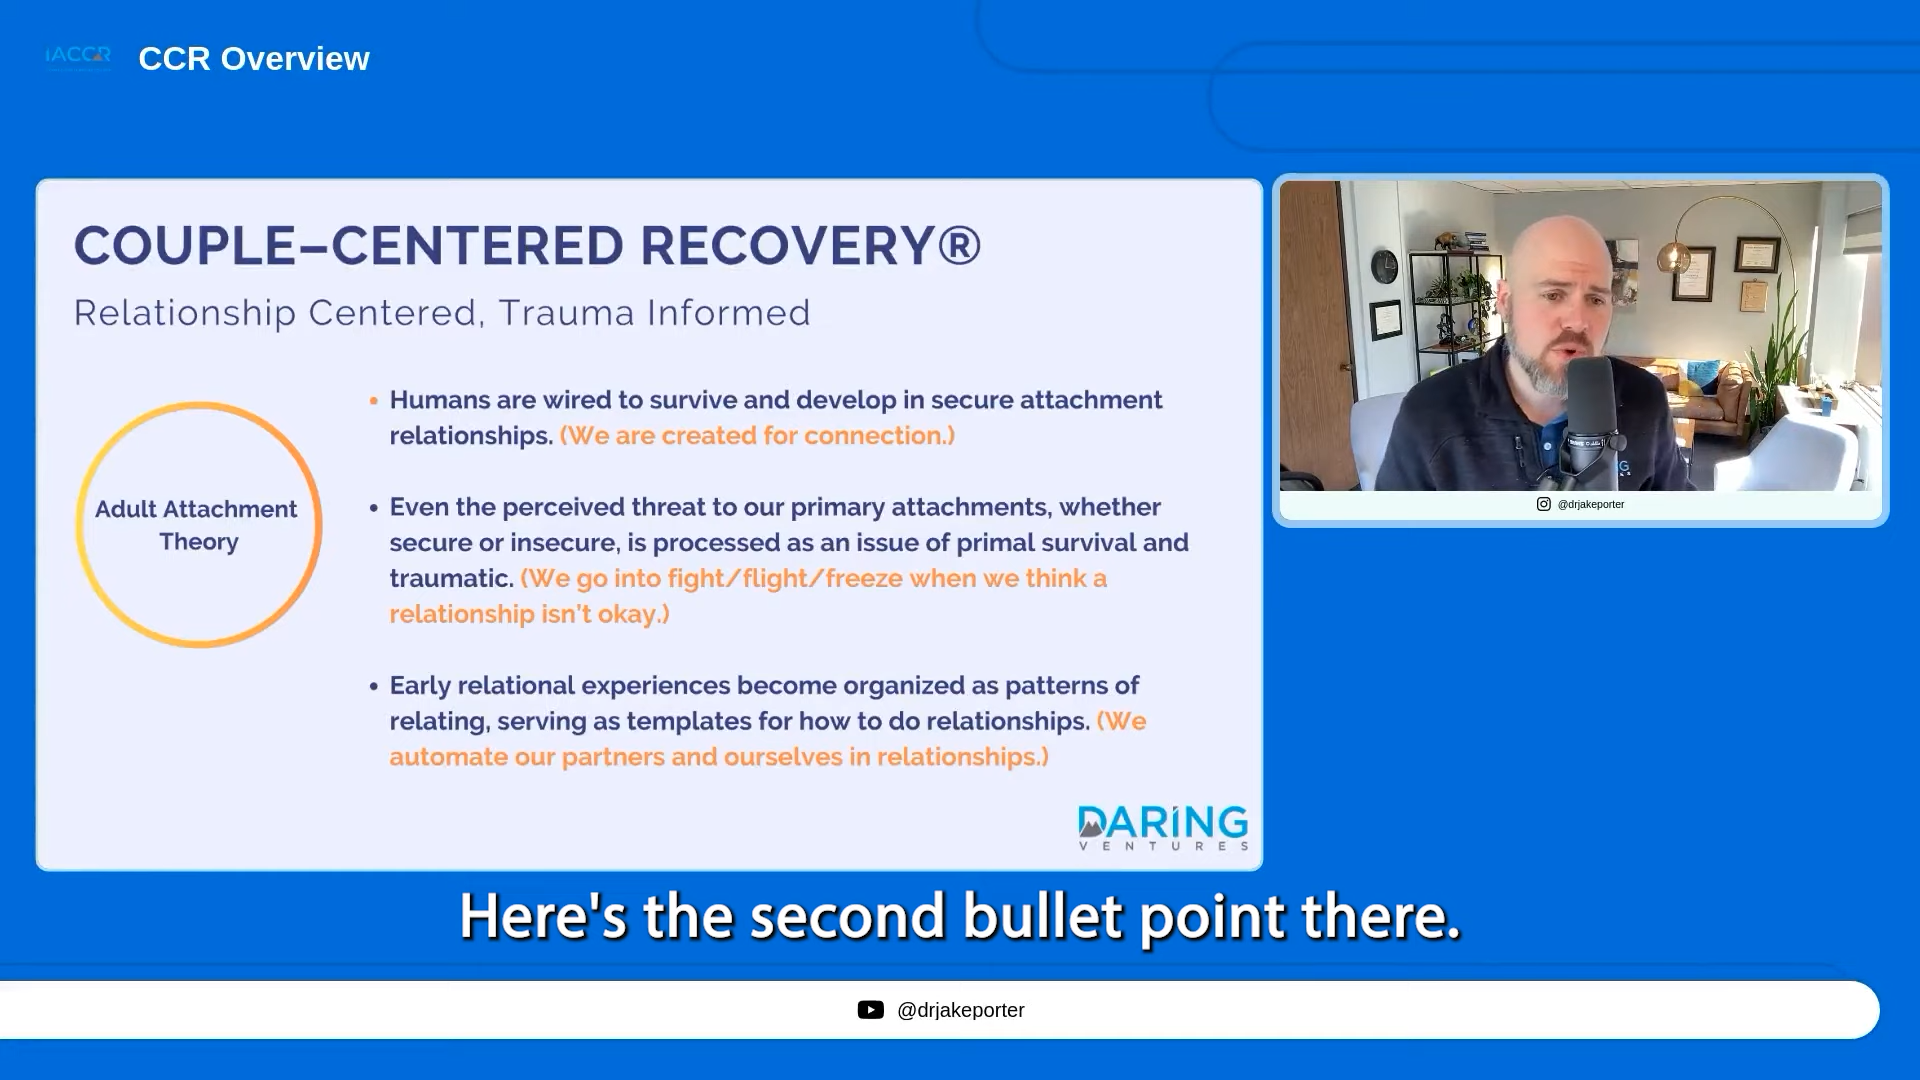 iACCR
CCR Overview
COUPLE–CENTERED RECOVERY®
Relationship Centered, Trauma Informed
Adult Attachment
Theory
• Humans are wired to survive and develop in secure attachment
relationships. (We are created for connection.)
• Even the perceived threat to our primary attachments, whether
secure or insecure, is processed as an issue of primal survival and
traumatic. (We go into fight/flight/freeze when we think a
relationship isn't okay.)
• Early relational experiences become organized as patterns of
relating, serving as templates for how to do relationships. (We
automate our partners and ourselves in relationships.)
DARiNG
VENTURES
@drjakeporter
Here's the second bullet point there.
@drjakeporter